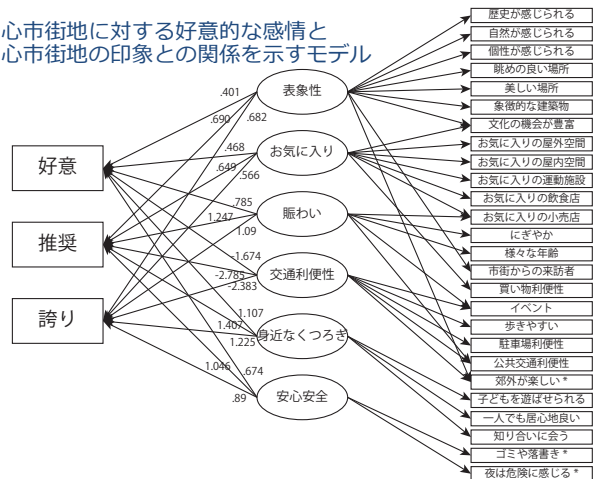 心市街地に対する好意的な感情と
心市街地の印象との関係を示すモデル
好意
推奨
誇り
.401
.690
.682
.468
.649
.566
.785
1.247
1.09
-1.674
-2.785
-2.383
1.107
1.407
1.225
1.046
.674
.89
表象性
お気に入り
賑わい
交通利便性
身近なくつろぎ
安心安全
歴史が感じられる
自然が感じられる
個性が感じられる
眺めの良い場所
美しい場所
象徴的な建築物
文化の機会が豊富
お気に入りの屋外空間
お気に入りの屋内空間
お気に入りの運動施設
お気に入りの飲食店
お気に入りの小売店
にぎやか
様々な年齢
市街からの来訪者
買い物利便性
イベント
歩きやすい
駐車場利便性
公共交通利便性
郊外が楽しい *
子どもを遊ばせられる
一人でも居心地良い
知り合いに会う
ゴミや落書き *
夜は危険に感じる *